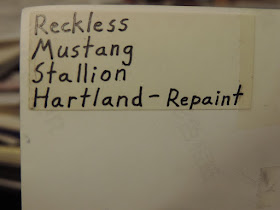 Reckless
Mustang
Stallion
Hartland - Repaint